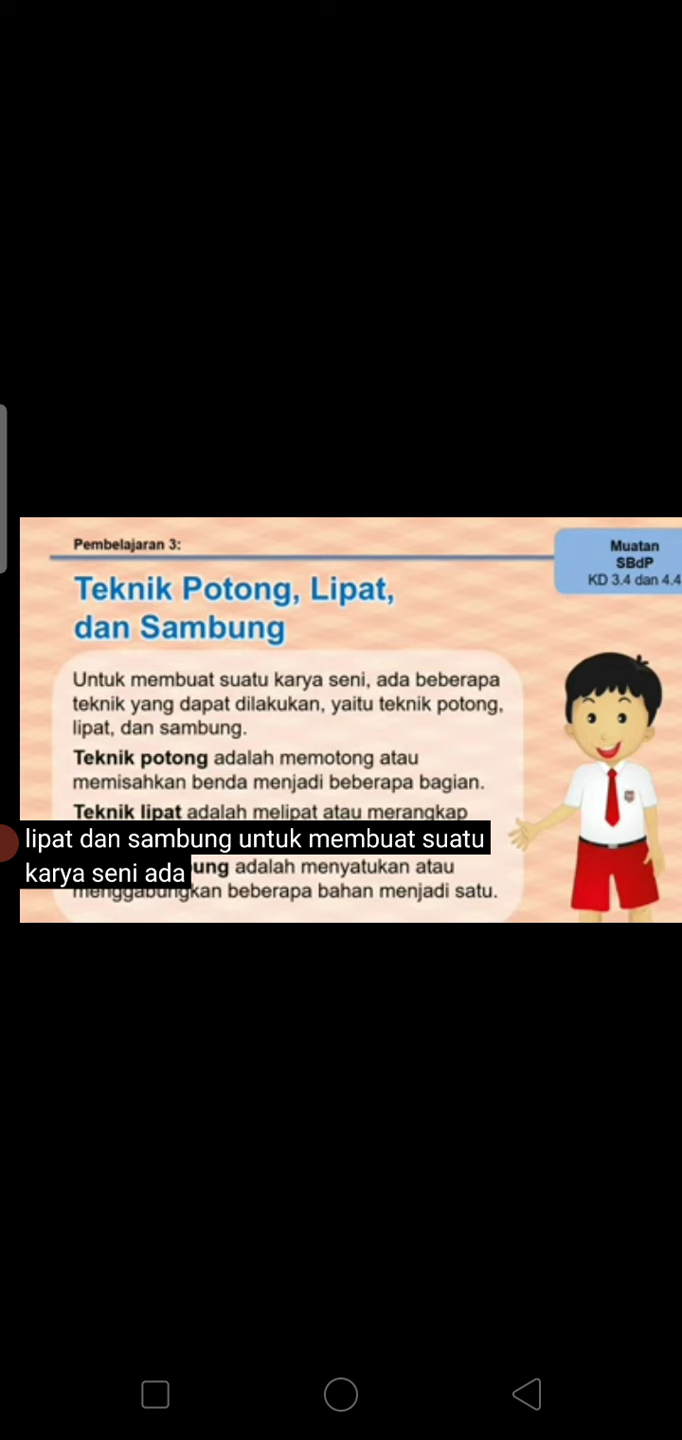 Pembelajaran 3:
Muatan
SBdP
KD 3.4 dan 4.4
Teknik Potong, Lipat,
dan Sambung
Untuk membuat suatu karya seni, ada beberapa
teknik yang dapat dilakukan, yaitu teknik potong,
lipat, dan sambung.
Teknik potong adalah memotong atau
memisahkan benda menjadi beberapa bagian.
Teknik lipat adalah melipat atau merangkap
lipat dan sambung untuk membuat suatu
karya seni ada
adalah menyatukan atau
menggabungkan beberapa bahan menjadi satu.